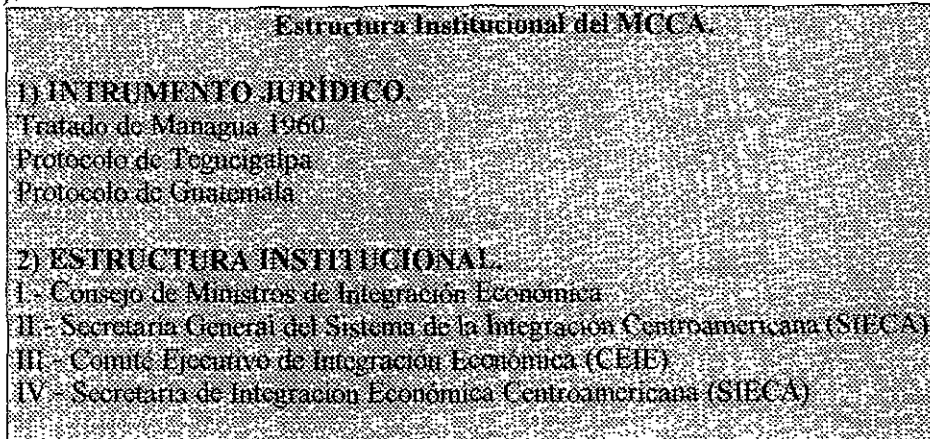 Estructura Institucional del MCCA.
1) INTRUMENTO JURÍDICO.
Tratado de Managua 1960
Protocolo de Tegucigalpa
Protocolo de Guatemala
2) ESTRUCTURA INSTITUCIONAL.
I.- Consejo de Ministros de Integración Económica
II.- Secretaría General del Sistema de la Integración Centroamericana (SIECA)
III.- Comité Ejecutivo de Integración Económica (CEIE)
IV.- Secretaría de Integración Económica Centroamericana (SIECA)